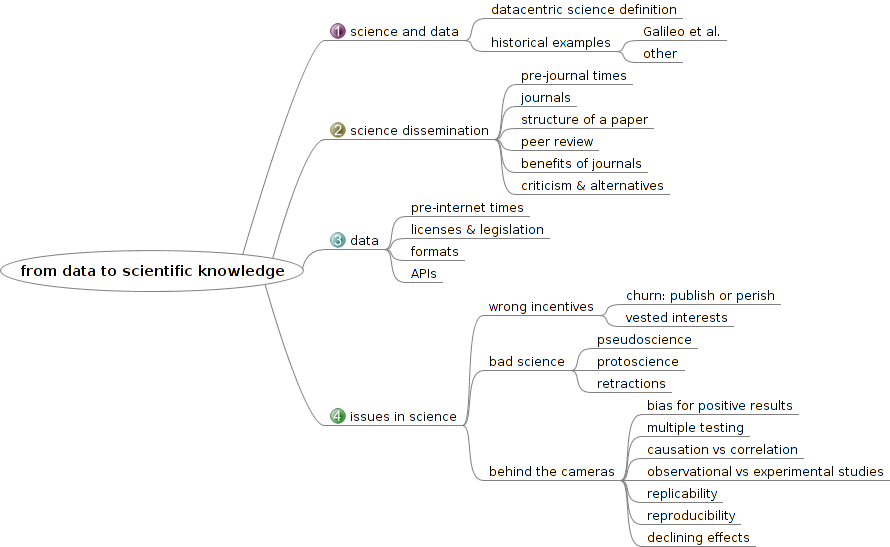 from data to scientific knowledge
1 science and data
datacentric science definition
historical examples
Galileo et al.
other
2 science dissemination
pre-journal times
journals
structure of a paper
peer review
benefits of journals
criticism & alternatives
3 data
pre-internet times
licenses & legislation
formats
APIs
4 issues in science
wrong incentives
churn: publish or perish
vested interests
bad science
pseudoscience
protoscience
retractions
behind the cameras
bias for positive results
multiple testing
causation vs correlation
observational vs experimental studies
replicability
reproducibility
declining effects